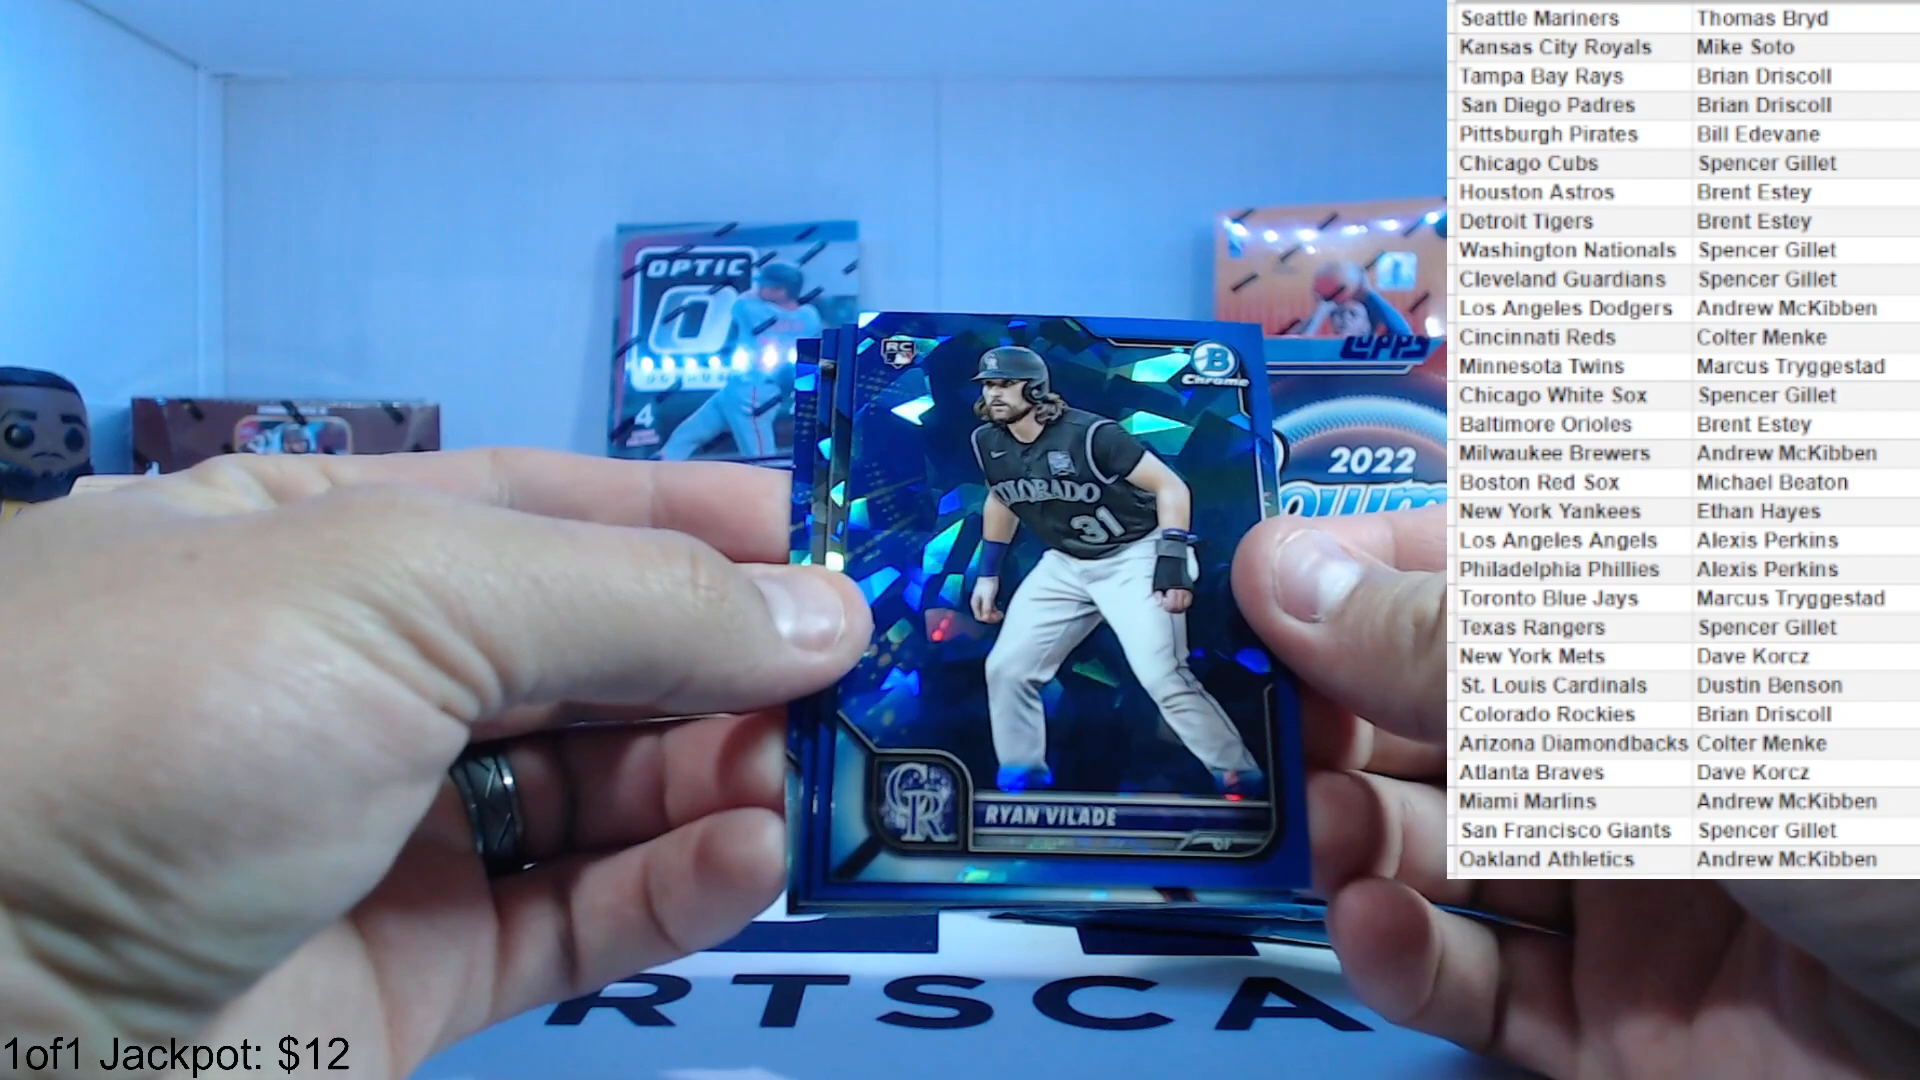 Seattle Mariners Thomas Bryd
Kansas City Royals Mike Soto
Tampa Bay Rays Brian Driscoll
San Diego Padres Brian Driscoll
Pittsburgh Pirates Bill Edevane
Chicago Cubs Spencer Gillet
Houston Astros Brent Estey
Detroit Tigers Brent Estey
Washington Nationals Spencer Gillet
Cleveland Guardians Spencer Gillet
Los Angeles Dodgers Andrew McKibben
Cincinnati Reds Colter Menke
Minnesota Twins Marcus Tryggestad
Chicago White Sox Spencer Gillet
Baltimore Orioles Brent Estey
Milwaukee Brewers Andrew McKibben
Boston Red Sox Michael Beaton
New York Yankees Ethan Hayes
Los Angeles Angels Alexis Perkins
Philadelphia Phillies Alexis Perkins
Toronto Blue Jays Marcus Tryggestad
Texas Rangers Spencer Gillet
New York Mets Dave Korcz
St. Louis Cardinals Dustin Benson
Colorado Rockies Brian Driscoll
Arizona Diamondbacks Colter Menke
Atlanta Braves Dave Korcz
Miami Marlins Andrew McKibben
San Francisco Giants Spencer Gillet
Oakland Athletics Andrew McKibben
OPTIC
4
Topps
2022
RC
B
Chrome
COLORADO
31
CR
RYAN VILADE
OF
RTSCA
1of1 Jackpot: $12